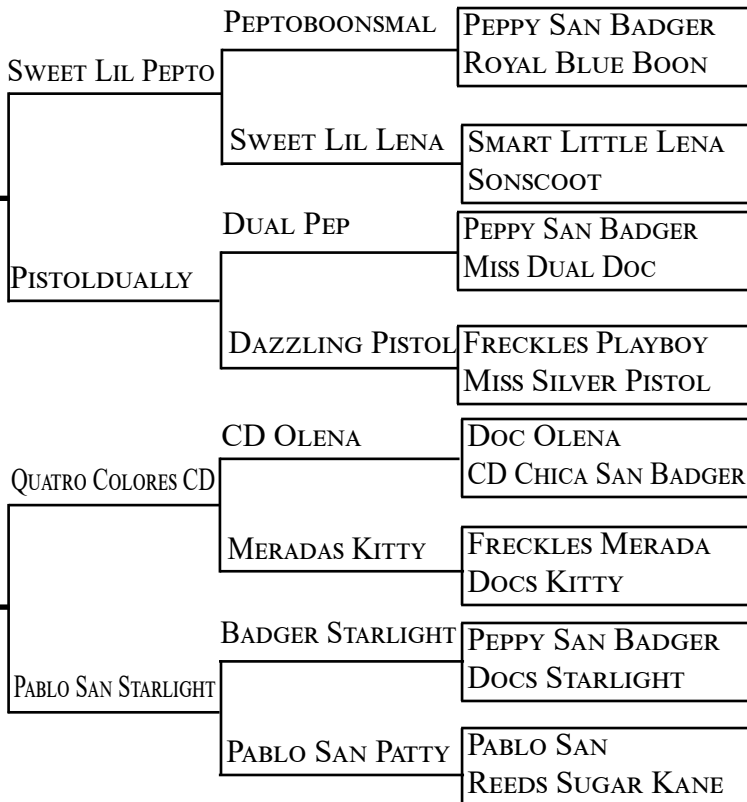 Peptoboonsmal
Peppy San Badger
Royal Blue Boon
Sweet Lil Pepto
Sweet Lil Lena
Smart Little Lena
Sonscoot
Dual Pep
Peppy San Badger
Miss Dual Doc
Pistoldually
Dazzling Pistol
Freckles Playboy
Miss Silver Pistol
CD Olena
Doc Olena
CD Chica San Badger
Quatro Colores CD
Meradas Kitty
Freckles Merada
Docs Kitty
Badger Starlight
Peppy San Badger
Docs Starlight
Pablo San Starlight
Pablo San Patty
Pablo San
Reeds Sugar Kane